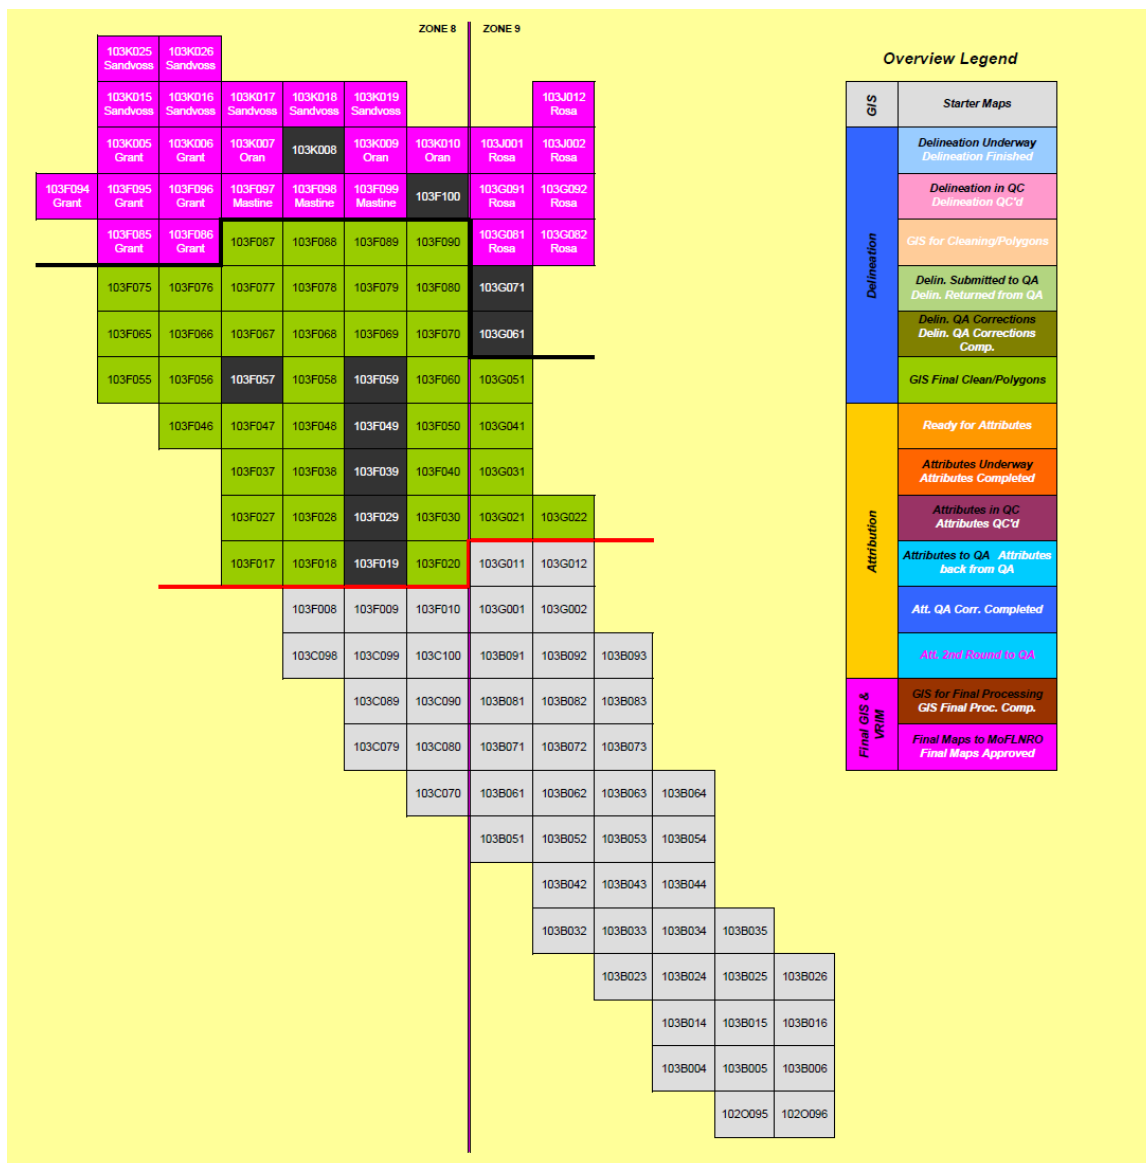 ZONE 8 ZONE 9
103K025 103K026
Sandvoss Sandvoss
103K015 103K016 103K017 103K018 103K019 103J012
Sandvoss Sandvoss Sandvoss Sandvoss Sandvoss Rosa
103K005 103K006 103K007 103K008 103K009 103K010 103J001 103J002
Grant Grant Oran Oran Oran Rosa Rosa
103F094 103F095 103F096 103F097 103F098 103F099 103F100 103G091 103G092
Grant Grant Grant Mastine Mastine Mastine Rosa Rosa
103F085 103F086 103F087 103F088 103F089 103F090 103G081 103G082
Grant Grant Rosa Rosa
103F075 103F076 103F077 103F078 103F079 103F080 103G071
103F065 103F066 103F067 103F068 103F069 103F070 103G061
103F055 103F056 103F057 103F058 103F059 103F060 103G051
103F046 103F047 103F048 103F049 103F050 103G041
103F037 103F038 103F039 103F040 103G031
103F027 103F028 103F029 103F030 103G021 103G022
103F017 103F018 103F019 103F020 103G011 103G012
103F008 103F009 103F010 103G001 103G002
103C098 103C099 103C100 103B091 103B092 103B093
103C089 103C090 103B081 103B082 103B083
103C079 103C080 103B071 103B072 103B073
103C070 103B061 103B062 103B063 103B064
103B051 103B052 103B053 103B054
103B042 103B043 103B044
103B032 103B033 103B034 103B035
103B023 103B024 103B025 103B026
103B014 103B015 103B016
103B004 103B005 103B006
102O095 102O096
Overview Legend
GIS
Starter Maps
Delineation
Delineation Underway
Delineation Finished
Delineation in QC
Delineation QC'd
GIS for Cleaning/Polygons
Delin. Submitted to QA
Delin. Returned from QA
Delin. QA Corrections
Delin. QA Corrections
Comp.
GIS Final Clean/Polygons
Attribution
Ready for Attributes
Attributes Underway
Attributes Completed
Attributes in QC
Attributes QC'd
Attributes to QA Attributes
back from QA
Att. QA Corr. Completed
Att. 2nd Round to QA
Final GIS &
VRIM
GIS for Final Processing
GIS Final Proc. Comp.
Final Maps to MoFLNRO
Final Maps Approved